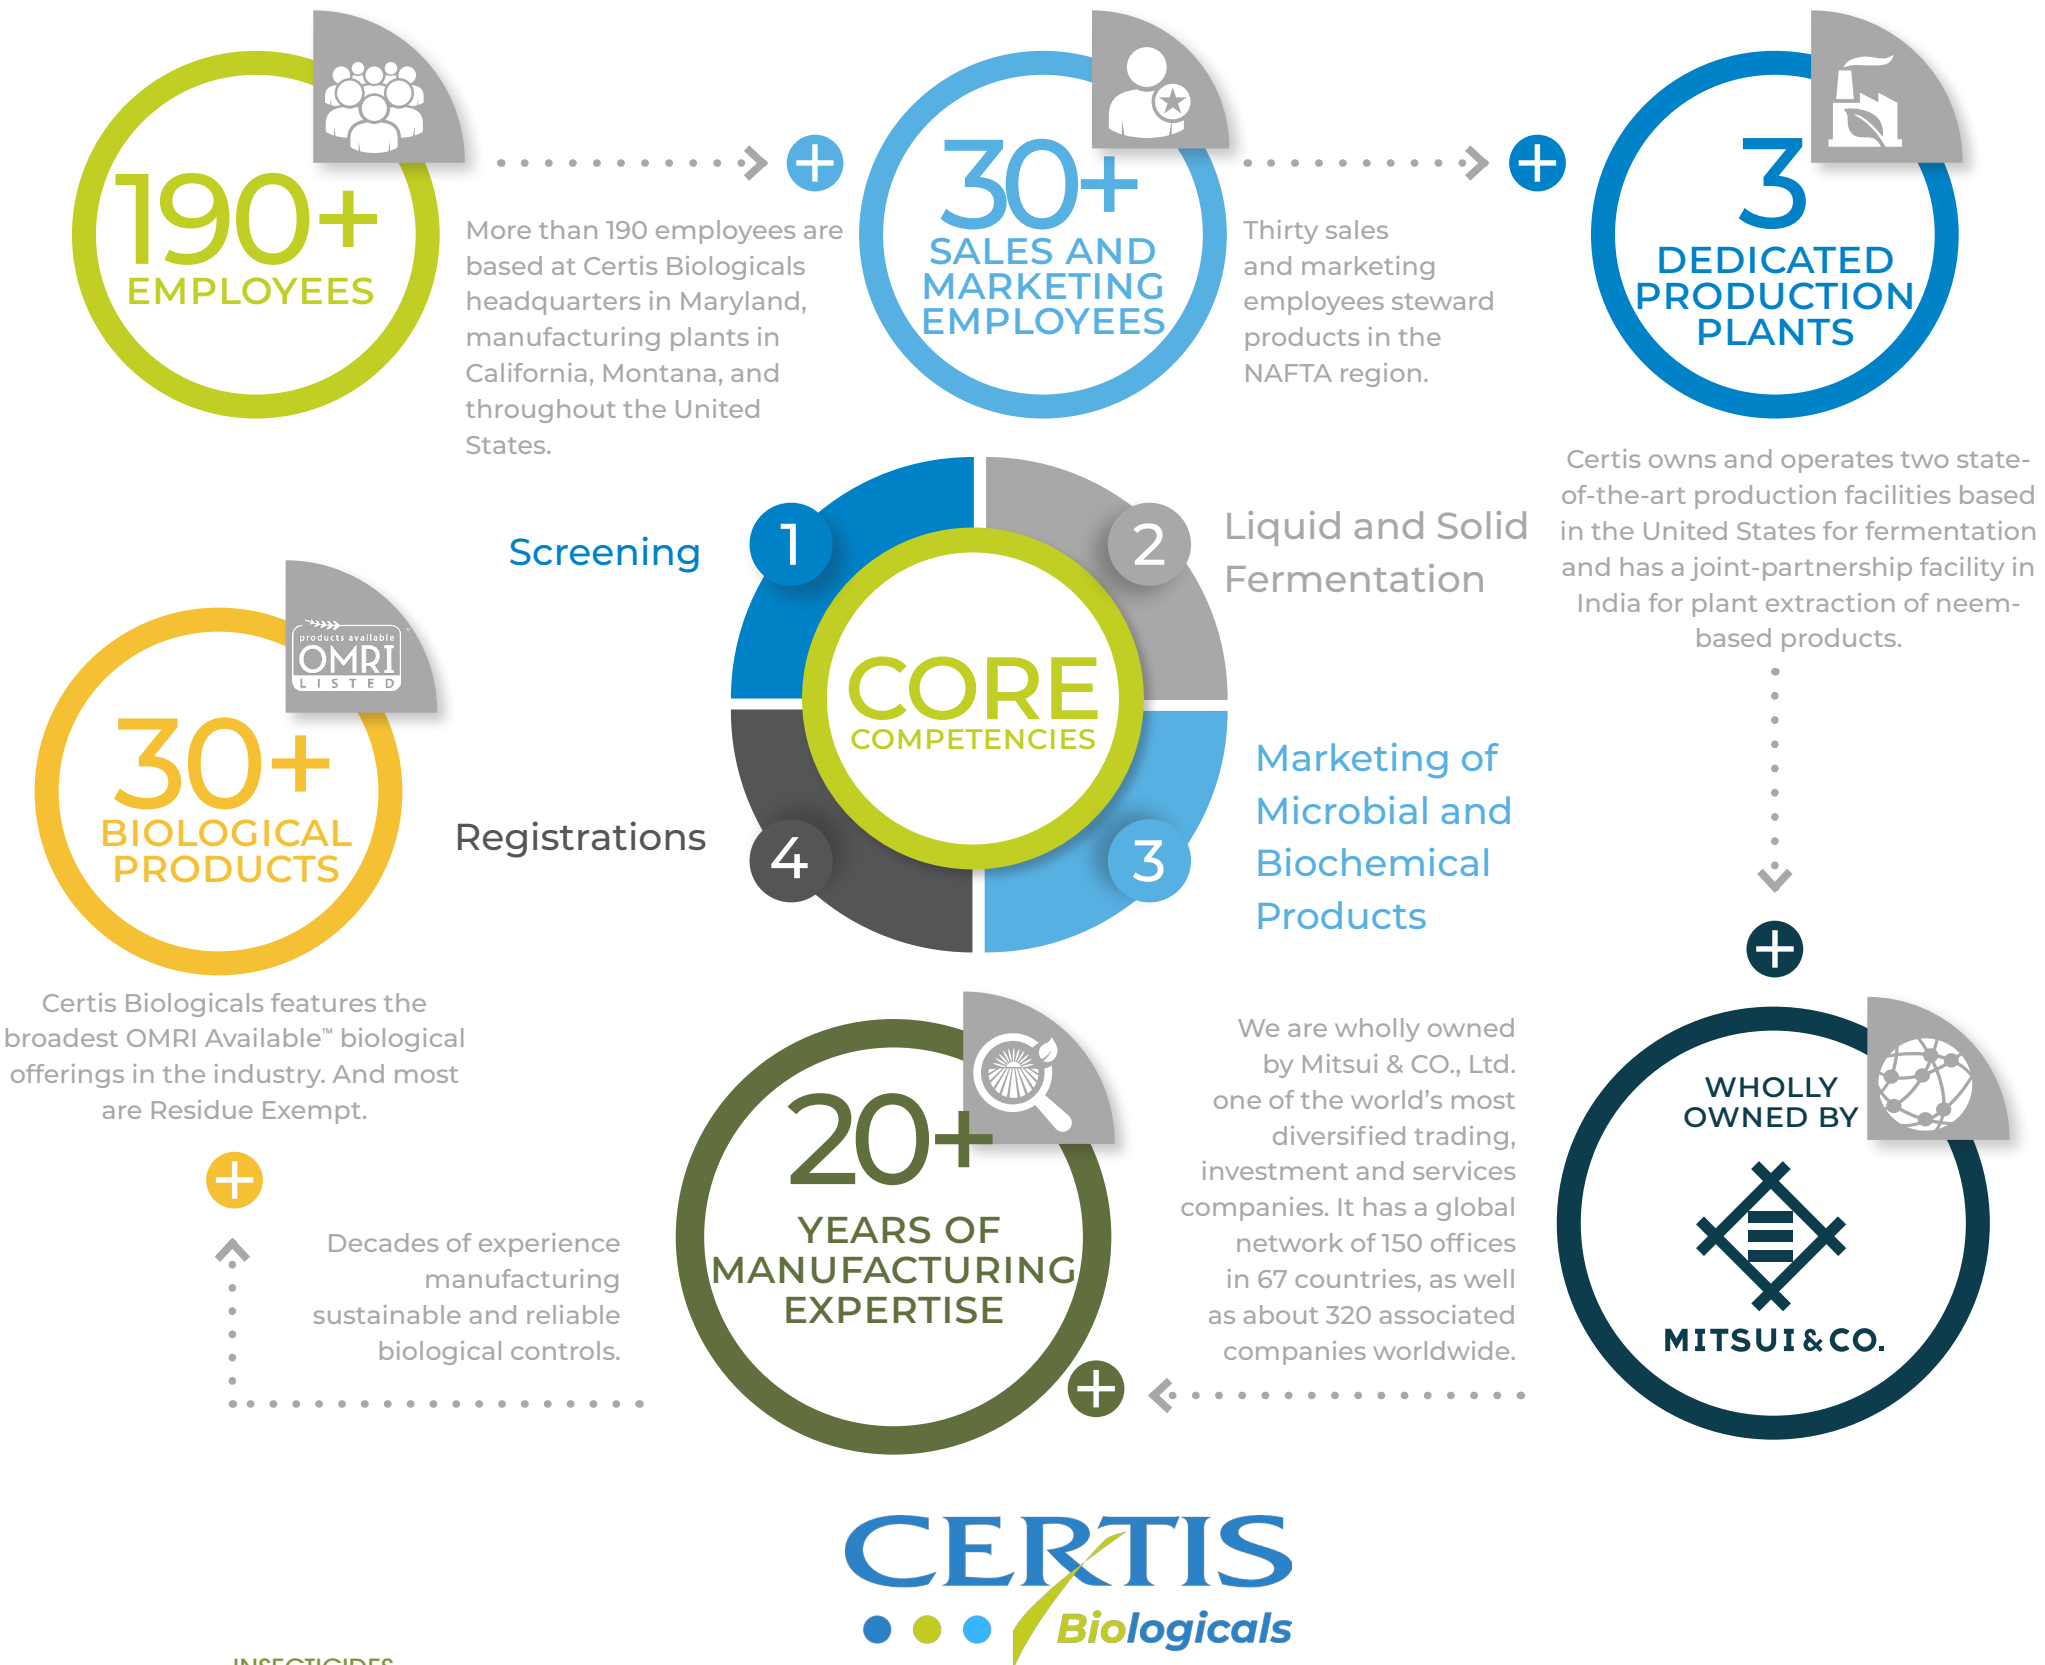 190+
EMPLOYEES
More than 190 employees are
based at Certis Biologicals
headquarters in Maryland,
manufacturing plants in
California, Montana, and
throughout the United
States.
30+
SALES AND
MARKETING
EMPLOYEES
Thirty sales
and marketing
employees steward
products in the
NAFTA region.
3
DEDICATED
PRODUCTION
PLANTS
Certis owns and operates two state-
of-the-art production facilities based
in the United States for fermentation
and has a joint-partnership facility in
India for plant extraction of neem-
based products.
CORE
COMPETENCIES
1
Screening
2
Liquid and Solid
Fermentation
3
Marketing of
Microbial and
Biochemical
Products
4
Registrations
WHOLLY
OWNED BY
MITSUI & CO.
We are wholly owned
by Mitsui & CO., Ltd.
one of the world's most
diversified trading,
investment and services
companies. It has a global
network of 150 offices
in 67 countries, as well
as about 320 associated
companies worldwide.
20+
YEARS OF
MANUFACTURING
EXPERTISE
Decades of experience
manufacturing
sustainable and reliable
biological controls.
products available
OMRI
LISTED
™
30+
BIOLOGICAL
PRODUCTS
Certis Biologicals features the
broadest OMRI Available™ biological
offerings in the industry. And most
are Residue Exempt.
CERTIS
Biologicals
INSECTICIDES